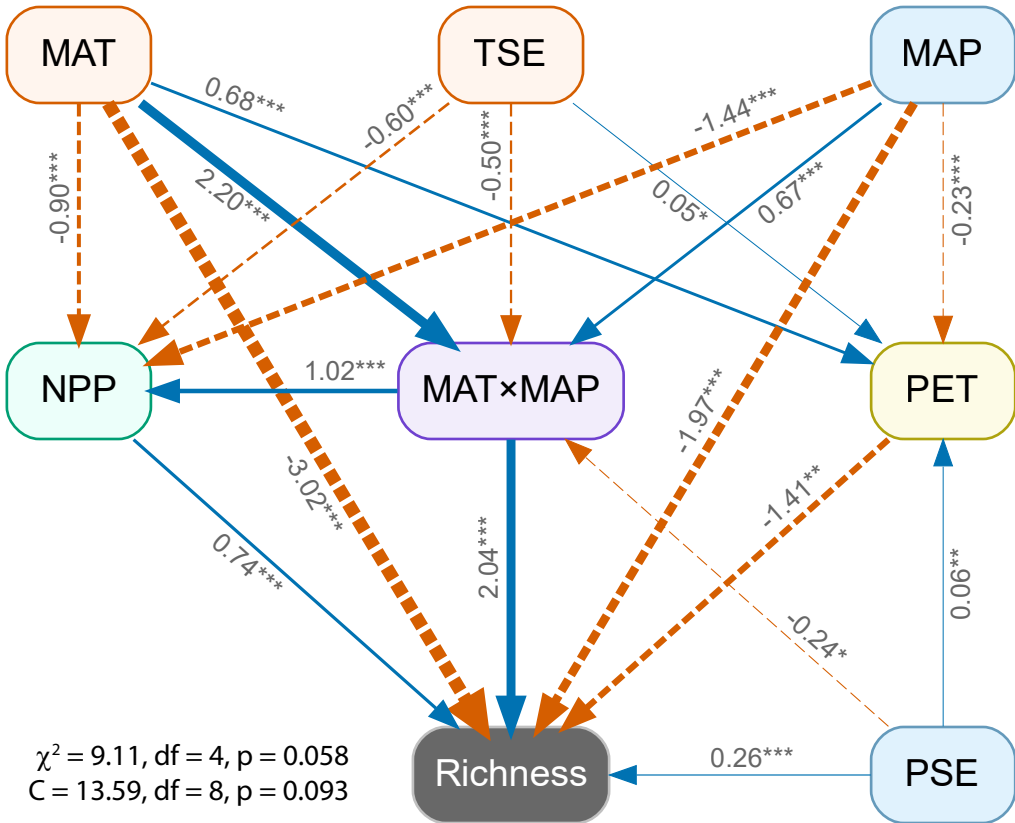 MAT
TSE
MAP
0.68***
-0.60***
-0.50***
-1.44***
-0.90***
2.20***
0.05*
0.67***
-0.23***
NPP
1.02***
MAT×MAP
PET
-3.02***
-1.97***
-1.41**
0.74***
2.04***
-0.24*
0.06**
χ² = 9.11, df = 4, p = 0.058
C = 13.59, df = 8, p = 0.093
Richness
0.26***
PSE